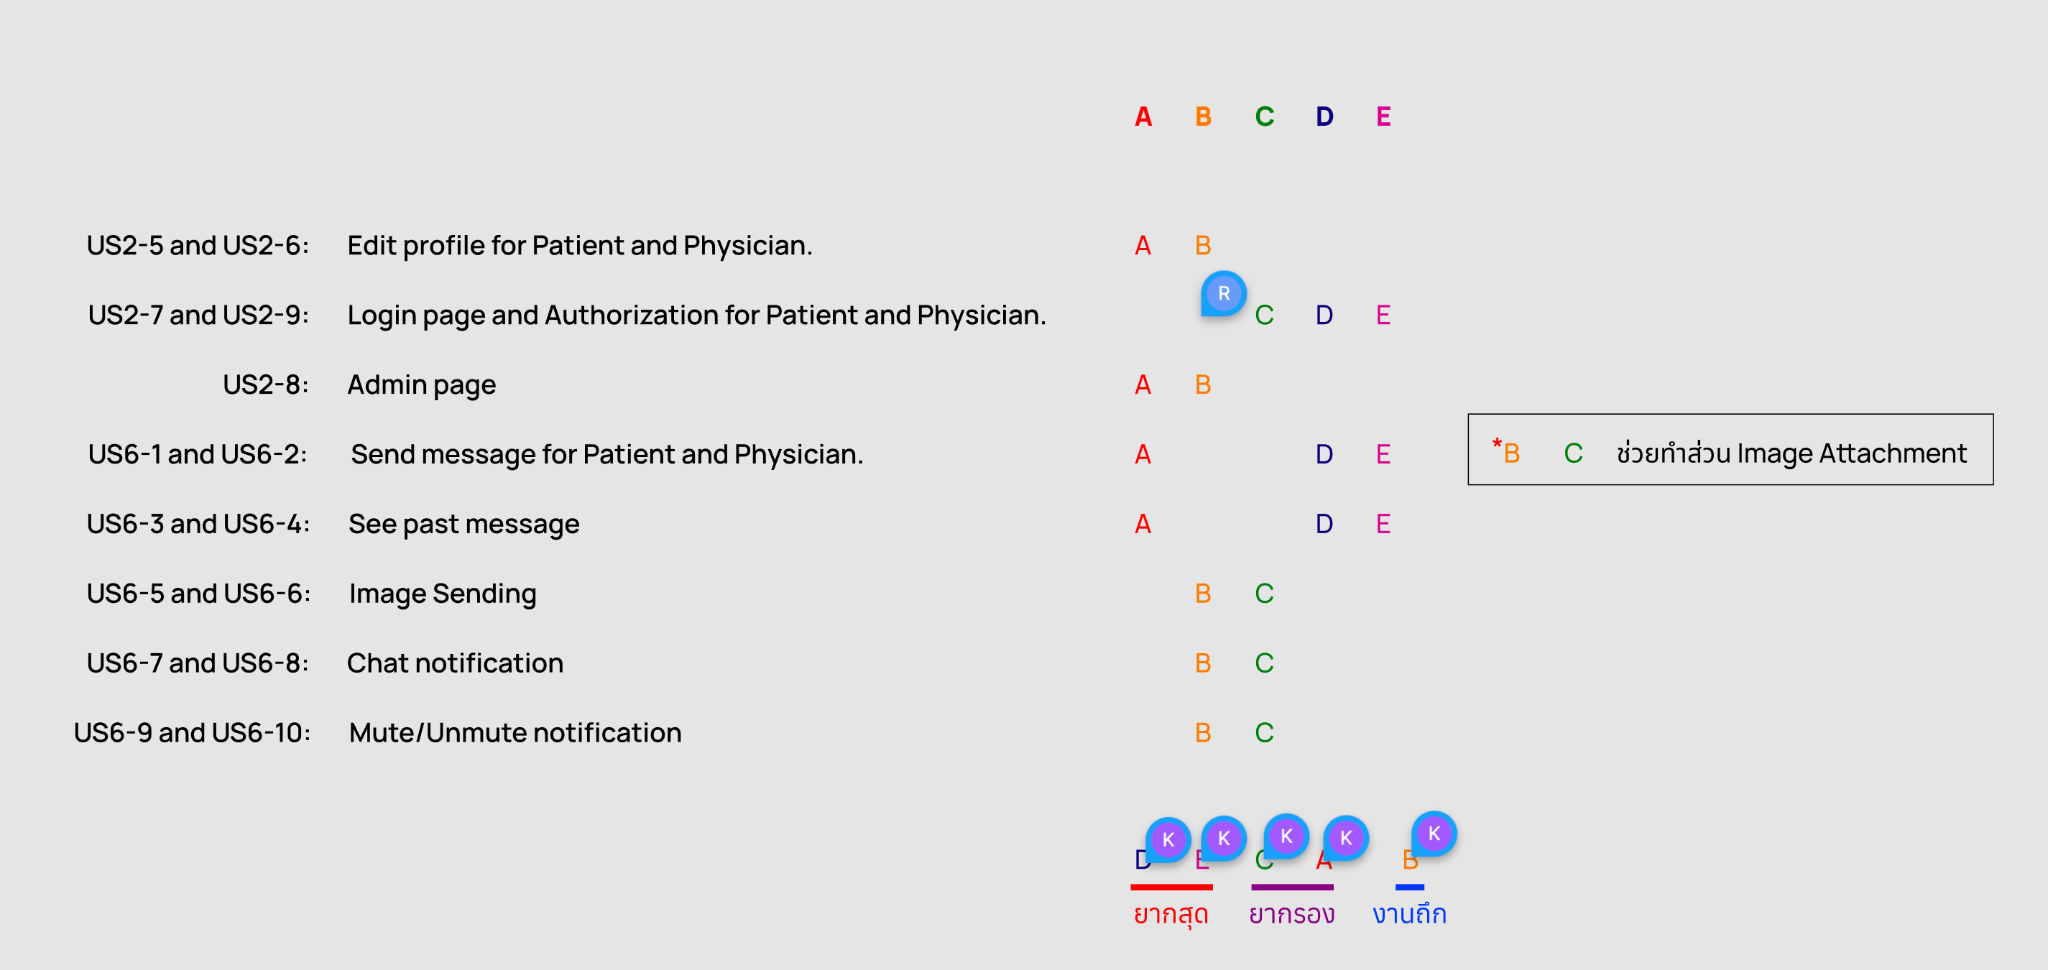 A B C D E
US2-5 and US2-6: Edit profile for Patient and Physician. A B
R
US2-7 and US2-9: Login page and Authorization for Patient and Physician. C D E
US2-8: Admin page A B
US6-1 and US6-2: Send message for Patient and Physician. A D E
*B C ช่วยทำส่วน Image Attachment
US6-3 and US6-4: See past message A D E
US6-5 and US6-6: Image Sending B C
US6-7 and US6-8: Chat notification B C
US6-9 and US6-10: Mute/Unmute notification B C
K K K K K
D E C A B
ยากสุด ยากรอง งานถึก